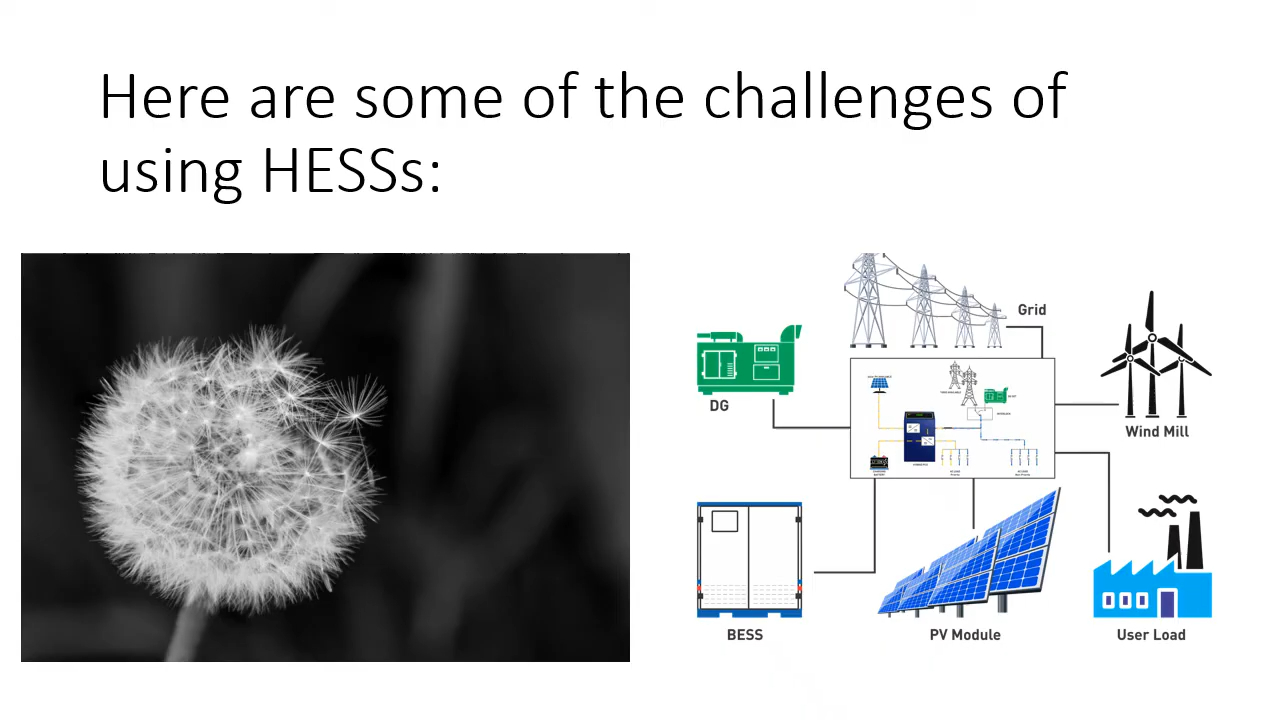 Here are some of the challenges of
using HESSs:
Grid
DG
Wind Mill
BESS
PV Module
User Load